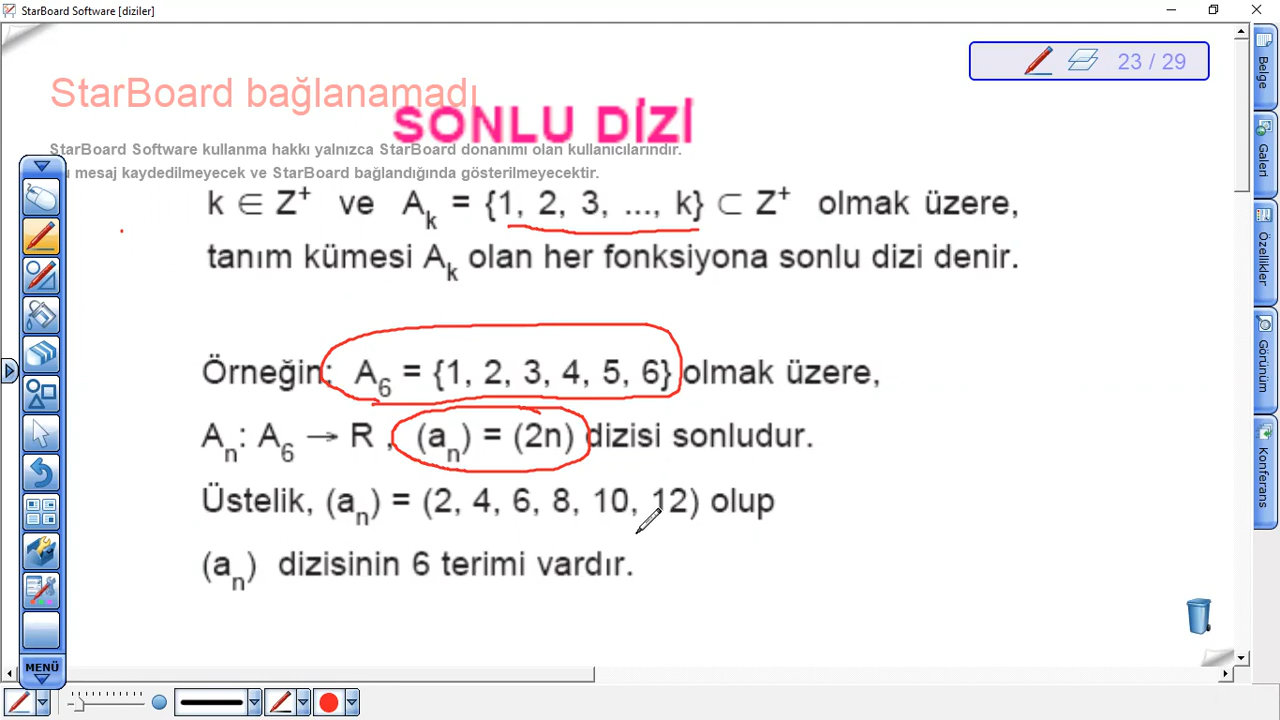 StarBoard Software [diziler]
23 / 29
StarBoard bağlanamadı
SONLU DİZİ
StarBoard Software kullanma hakkı yalnızca StarBoard donanımı olan kullanıcılarındır.
mesaj kaydedilmeyecek ve StarBoard bağlandığında gösterilmeyecektir.
k ∈ Z⁺ ve Aₖ = {1, 2, 3, ..., k} ⊂ Z⁺ olmak üzere,
tanım kümesi Aₖ olan her fonksiyona sonlu dizi denir.
Örneğin; A₆ = {1, 2, 3, 4, 5, 6} olmak üzere,
Aₙ: A₆ → R , (aₙ) = (2n) dizisi sonludur.
Üstelik, (aₙ) = (2, 4, 6, 8, 10, 12) olup
(aₙ) dizisinin 6 terimi vardır.
MENÜ
Belge
Galeri
Özellikler
Görünüm
Konferans